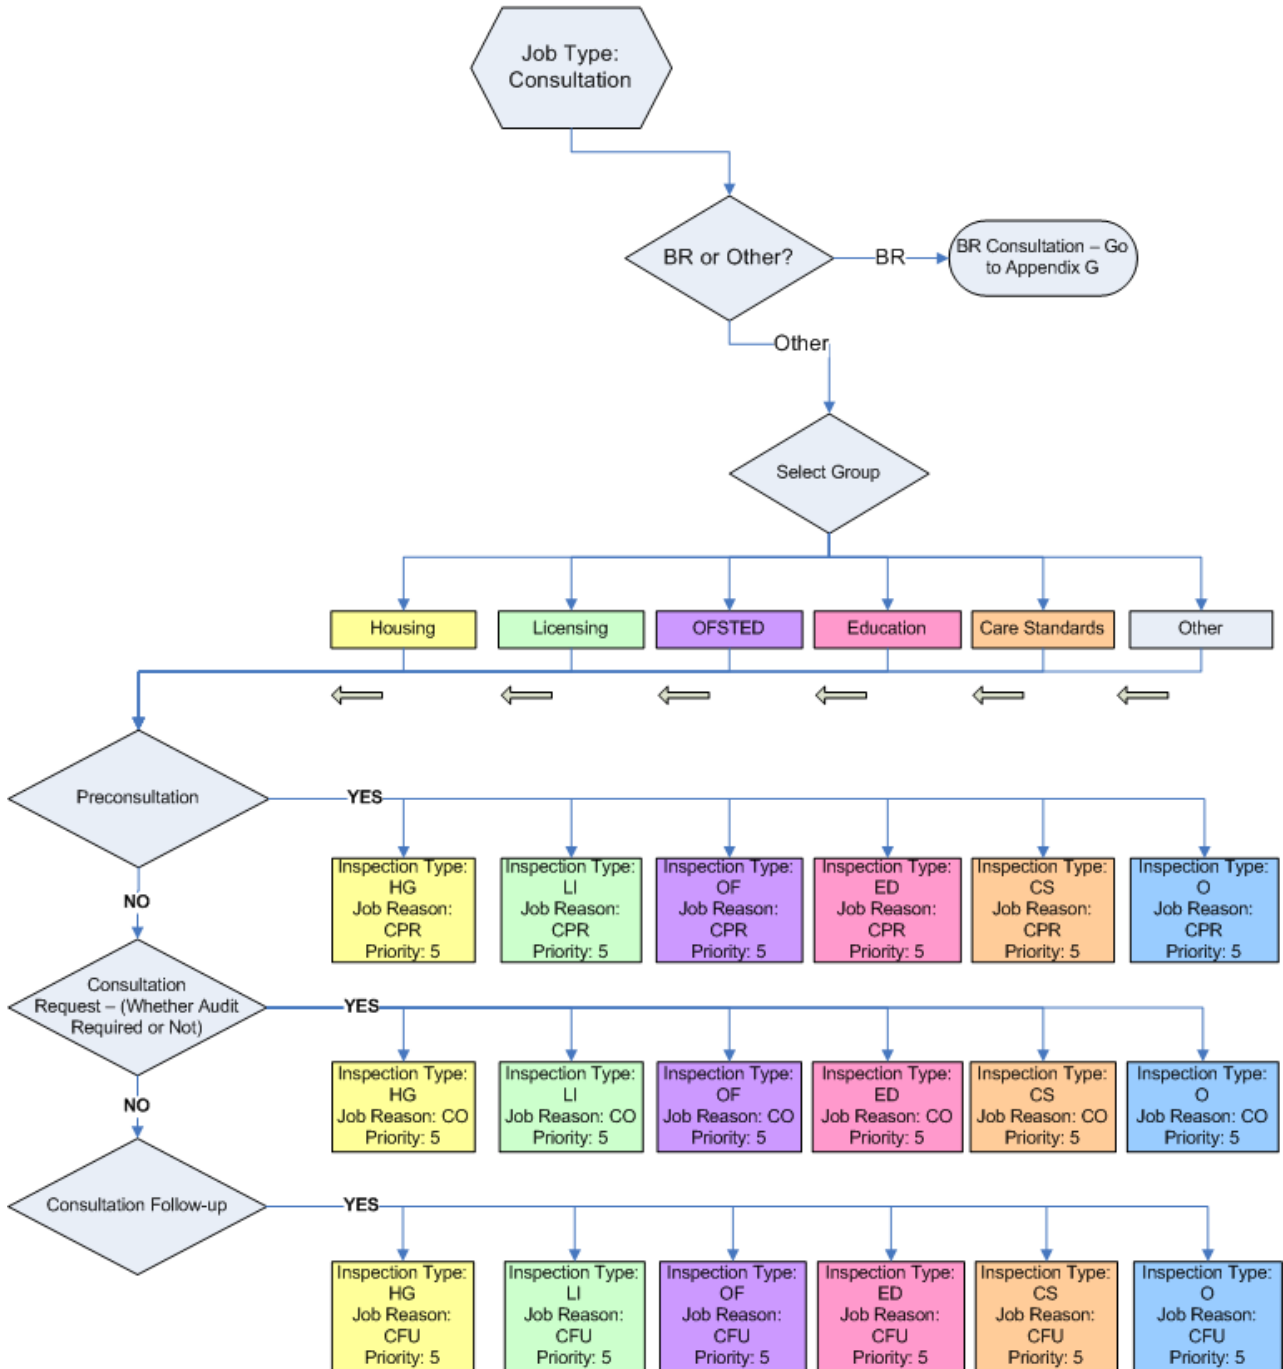 Job Type:
Consultation
BR or Other?
BR
BR Consultation – Go
to Appendix G
Other
Select Group
Housing
Licensing
OFSTED
Education
Care Standards
Other
Preconsultation
YES
Inspection Type:
HG
Job Reason:
CPR
Priority: 5
Inspection Type:
LI
Job Reason:
CPR
Priority: 5
Inspection Type:
OF
Job Reason:
CPR
Priority: 5
Inspection Type:
ED
Job Reason:
CPR
Priority: 5
Inspection Type:
CS
Job Reason:
CPR
Priority: 5
Inspection Type:
O
Job Reason:
CPR
Priority: 5
NO
Consultation
Request – (Whether Audit
Required or Not)
YES
Inspection Type:
HG
Job Reason: CO
Priority: 5
Inspection Type:
LI
Job Reason: CO
Priority: 5
Inspection Type:
OF
Job Reason: CO
Priority: 5
Inspection Type:
ED
Job Reason: CO
Priority: 5
Inspection Type:
CS
Job Reason: CO
Priority: 5
Inspection Type:
O
Job Reason: CO
Priority: 5
NO
Consultation Follow-up
YES
Inspection Type:
HG
Job Reason:
CFU
Priority: 5
Inspection Type:
LI
Job Reason:
CFU
Priority: 5
Inspection Type:
OF
Job Reason:
CFU
Priority: 5
Inspection Type:
ED
Job Reason:
CFU
Priority: 5
Inspection Type:
CS
Job Reason:
CFU
Priority: 5
Inspection Type:
O
Job Reason:
CFU
Priority: 5